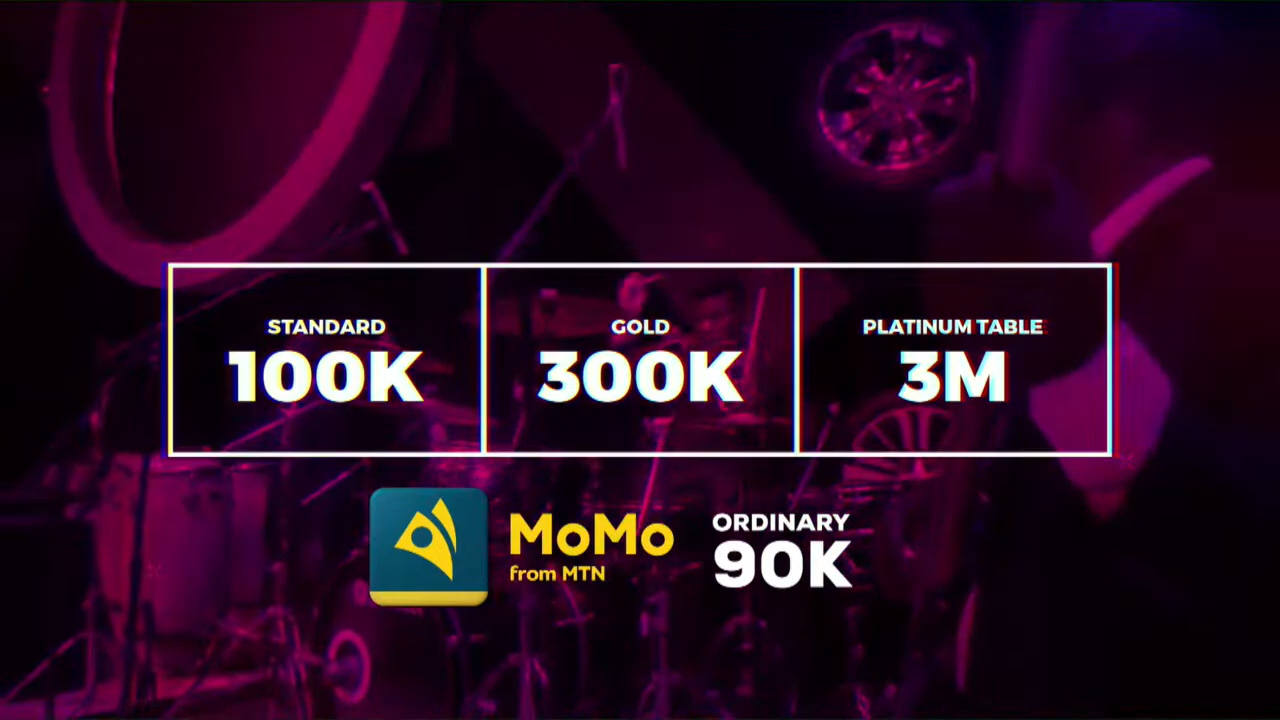 STANDARD
100K
GOLD
300K
PLATINUM TABLE
3M
MoMo
from MTN
ORDINARY
90K